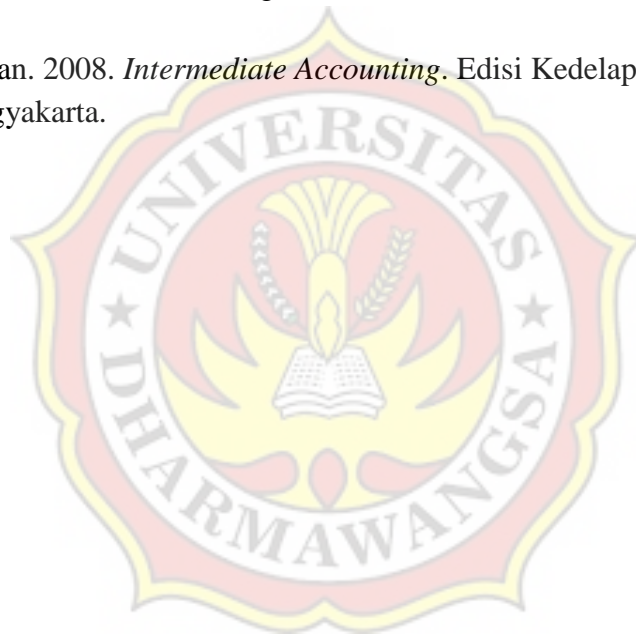 an. 2008. Intermediate Accounting. Edisi Kedelap
gyakarta.
UNIVERSITAS
DHARMAWANGSA